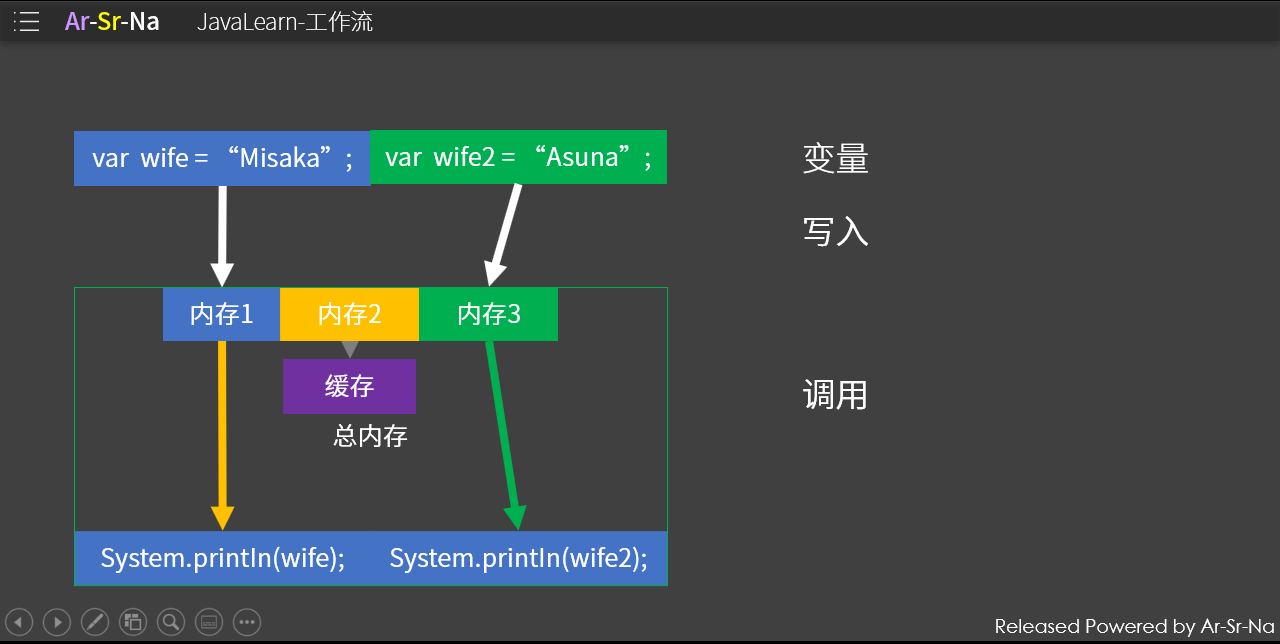 Ar-Sr-Na JavaLearn-工作流
var wife = “Misaka”; var wife2 = “Asuna”;
变量
写入
内存1 内存2 内存3
缓存
调用
总内存
System.printIn(wife); System.printIn(wife2);
Released Powered by Ar-Sr-Na